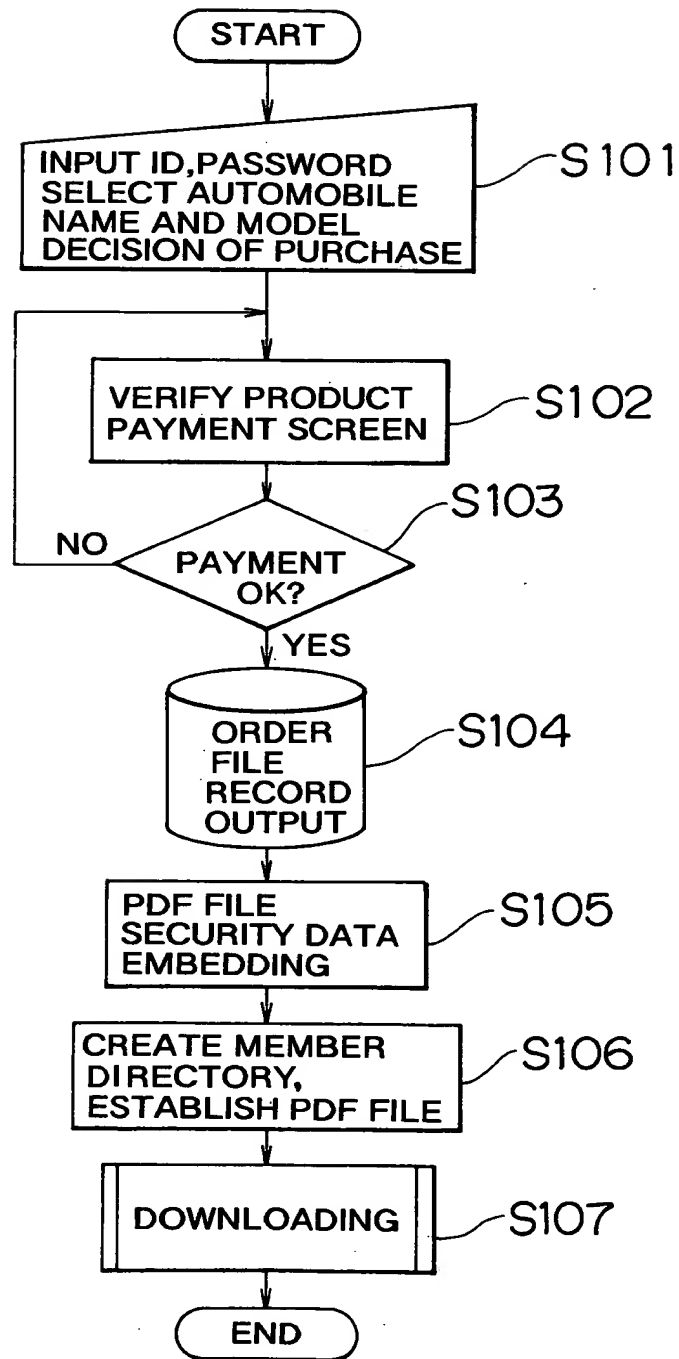 START
INPUT ID,PASSWORD
SELECT AUTOMOBILE
NAME AND MODEL
DECISION OF PURCHASE
S101
VERIFY PRODUCT
PAYMENT SCREEN
S102
S103
NO
PAYMENT
OK?
YES
ORDER
FILE
RECORD
OUTPUT
S104
PDF FILE
SECURITY DATA
EMBEDDING
S105
CREATE MEMBER
DIRECTORY,
ESTABLISH PDF FILE
S106
DOWNLOADING
S107
END